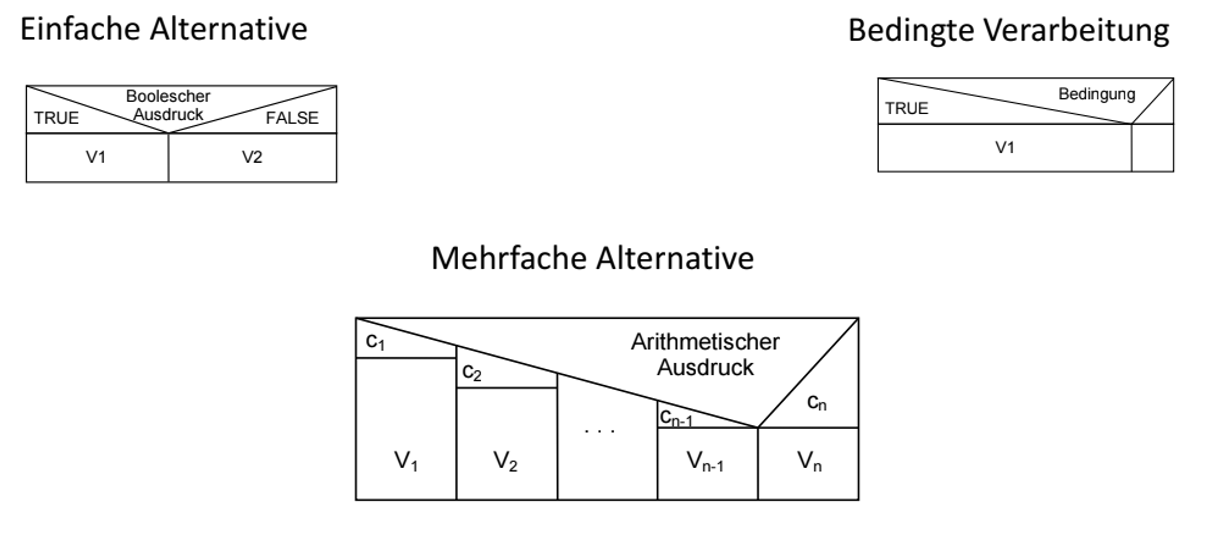 Einfache Alternative
Bedingte Verarbeitung
Boolescher
Ausdruck
TRUE
FALSE
V1
V2
Bedingung
TRUE
V1
Mehrfache Alternative
Arithmetischer
Ausdruck
c₁
c₂
cₙ₋₁
cₙ
. . .
V₁
V₂
Vₙ₋₁
Vₙ